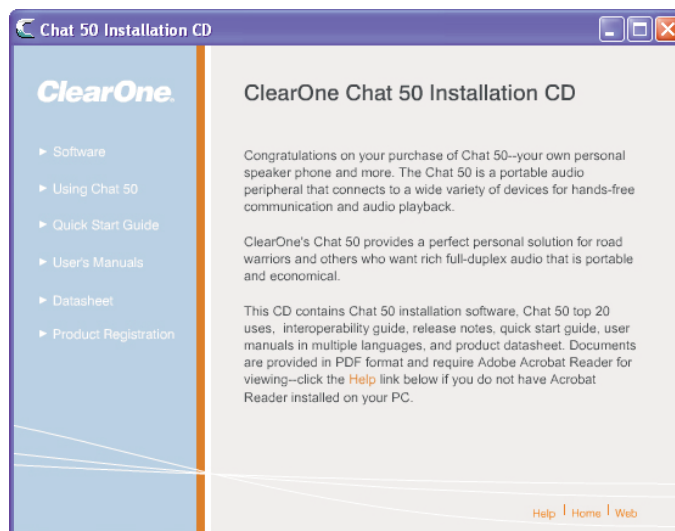 Chat 50 Installation CD
ClearOne.
Software
Using Chat 50
Quick Start Guide
User's Manuals
Datasheet
Product Registration
ClearOne Chat 50 Installation CD
Congratulations on your purchase of Chat 50--your own personal
speaker phone and more. The Chat 50 is a portable audio
peripheral that connects to a wide variety of devices for hands-free
communication and audio playback.
ClearOne's Chat 50 provides a perfect personal solution for road
warriors and others who want rich full-duplex audio that is portable
and economical.
This CD contains Chat 50 installation software, Chat 50 top 20
uses, interoperability guide, release notes, quick start guide, user
manuals in multiple languages, and product datasheet. Documents
are provided in PDF format and require Adobe Acrobat Reader for
viewing--click the Help link below if you do not have Acrobat
Reader installed on your PC.
Help | Home | Web